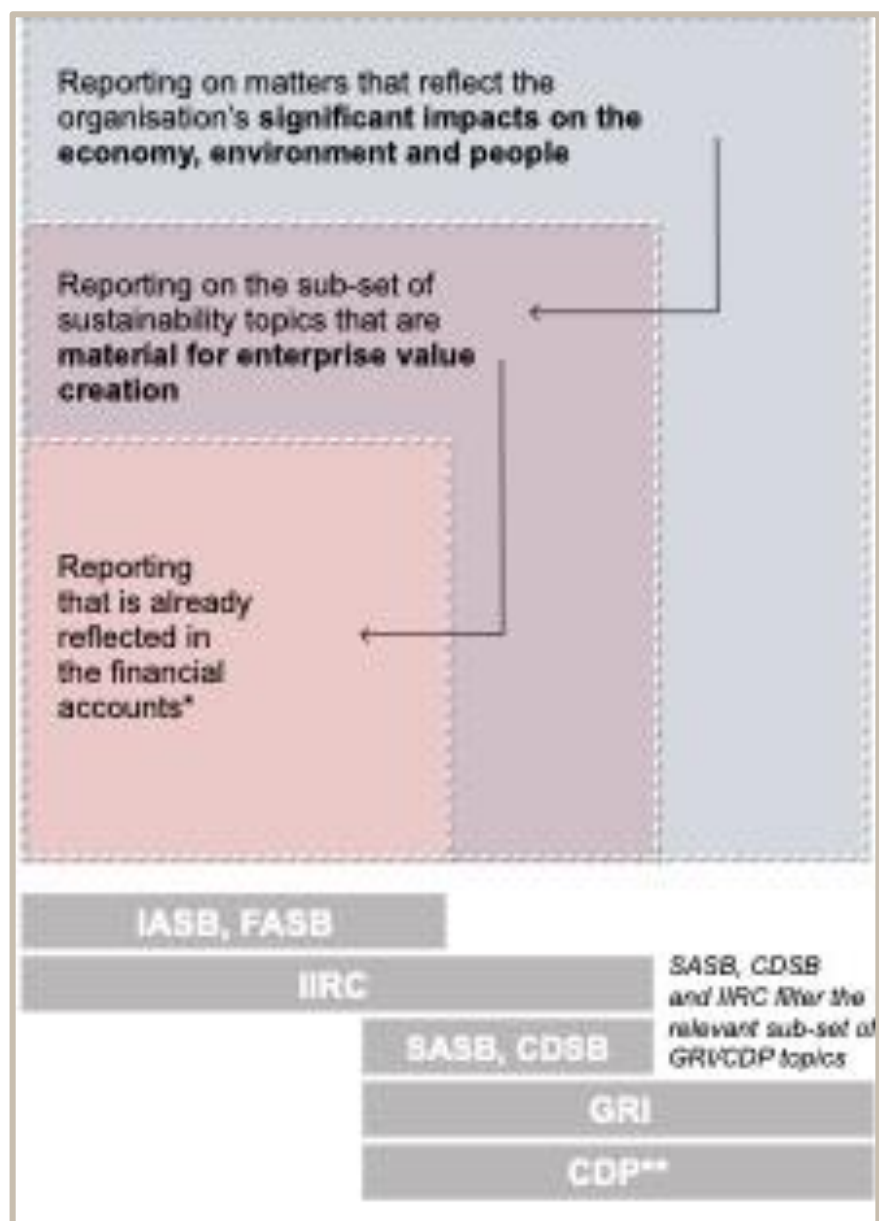 Reporting on matters that reflect the
organisation's significant impacts on the
economy, environment and people
Reporting on the sub-set of
sustainability topics that are
material for enterprise value
creation
Reporting
that is already
reflected in
the financial
accounts*
IASB, FASB
IIRC
SASB, CDSB
and IIRC filter the
relevant sub-set of
GRI/CDP topics
SASB, CDSB
GRI
CDP**